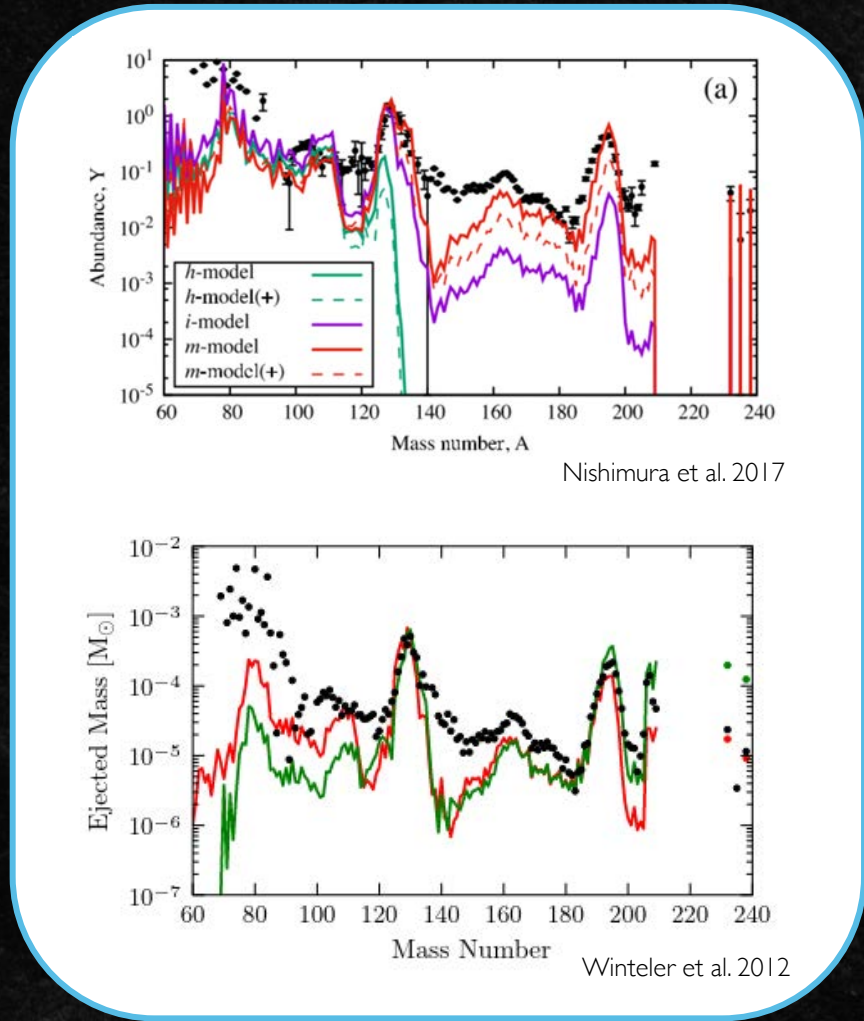 (a)
10^1
10^0
10^-1
10^-2
10^-3
10^-4
10^-5
Abundance, Y
h-model
h-model(+)
i-model
m-model
m-model(+)
60 80 100 120 140 160 180 200 220 240
Mass number, A
Nishimura et al. 2017
10^−2
10^−3
10^−4
10^−5
10^−6
10^−7
Ejected Mass [M☉]
60 80 100 120 140 160 180 200 220 240
Mass Number
Winteler et al. 2012